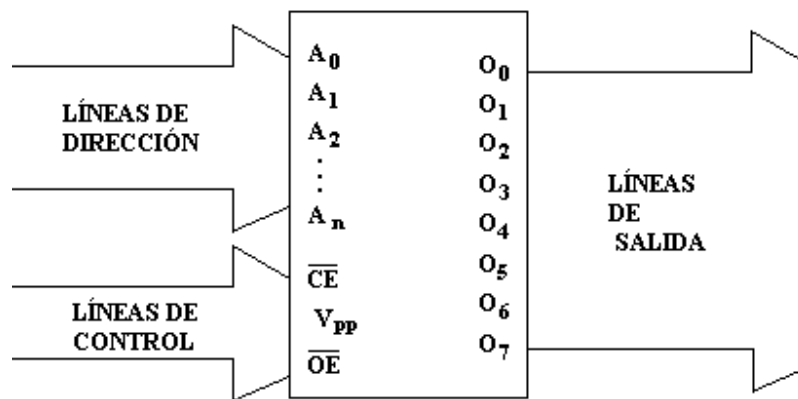 LÍNEAS DE
DIRECCIÓN
LÍNEAS DE
CONTROL
A0
A1
A2
⋮
An
CE
Vpp
OE
O0
O1
O2
O3
O4
O5
O6
O7
LÍNEAS
DE
SALIDA